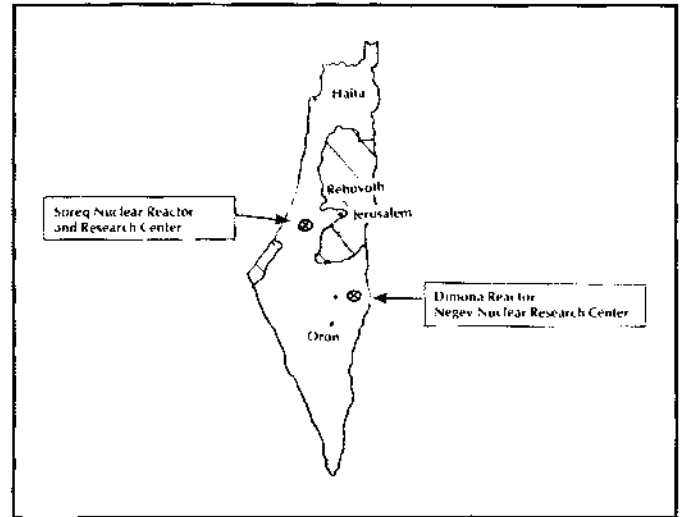 Haifa
Rehovoth
Jerusalem
Soreq Nuclear Reactor
and Research Center
Dimona Reactor
Negev Nuclear Research Center
Oron